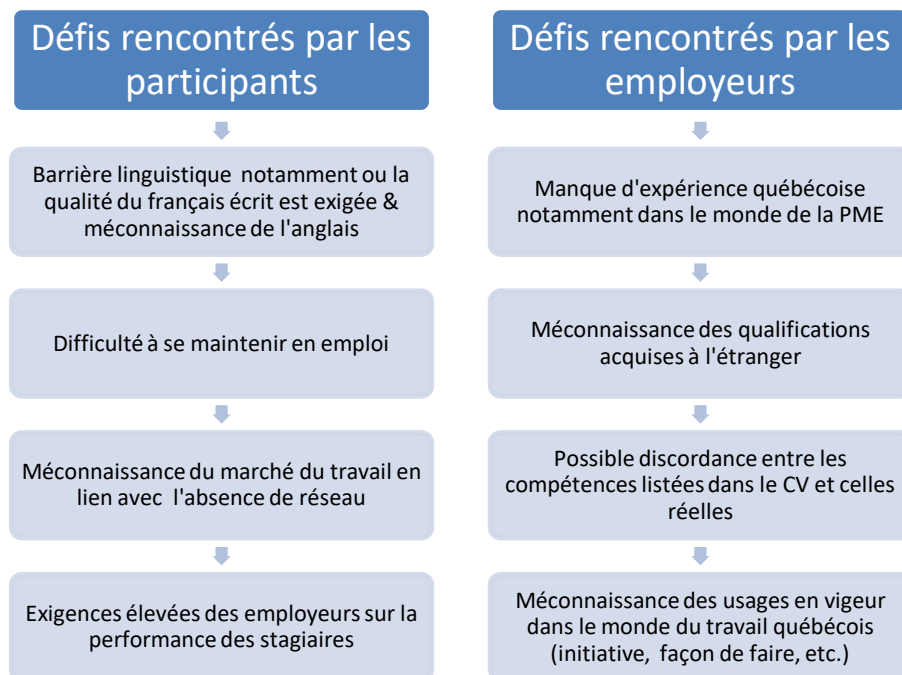 Défis rencontrés par les
participants
Barrière linguistique notamment ou la
qualité du français écrit est exigée &
méconnaissance de l'anglais
Difficulté à se maintenir en emploi
Méconnaissance du marché du travail en
lien avec l'absence de réseau
Exigences élevées des employeurs sur la
performance des stagiaires
Défis rencontrés par les
employeurs
Manque d'expérience québécoise
notamment dans le monde de la PME
Méconnaissance des qualifications
acquises à l'étranger
Possible discordance entre les
compétences listées dans le CV et celles
réelles
Méconnaissance des usages en vigueur
dans le monde du travail québécois
(initiative, façon de faire, etc.)